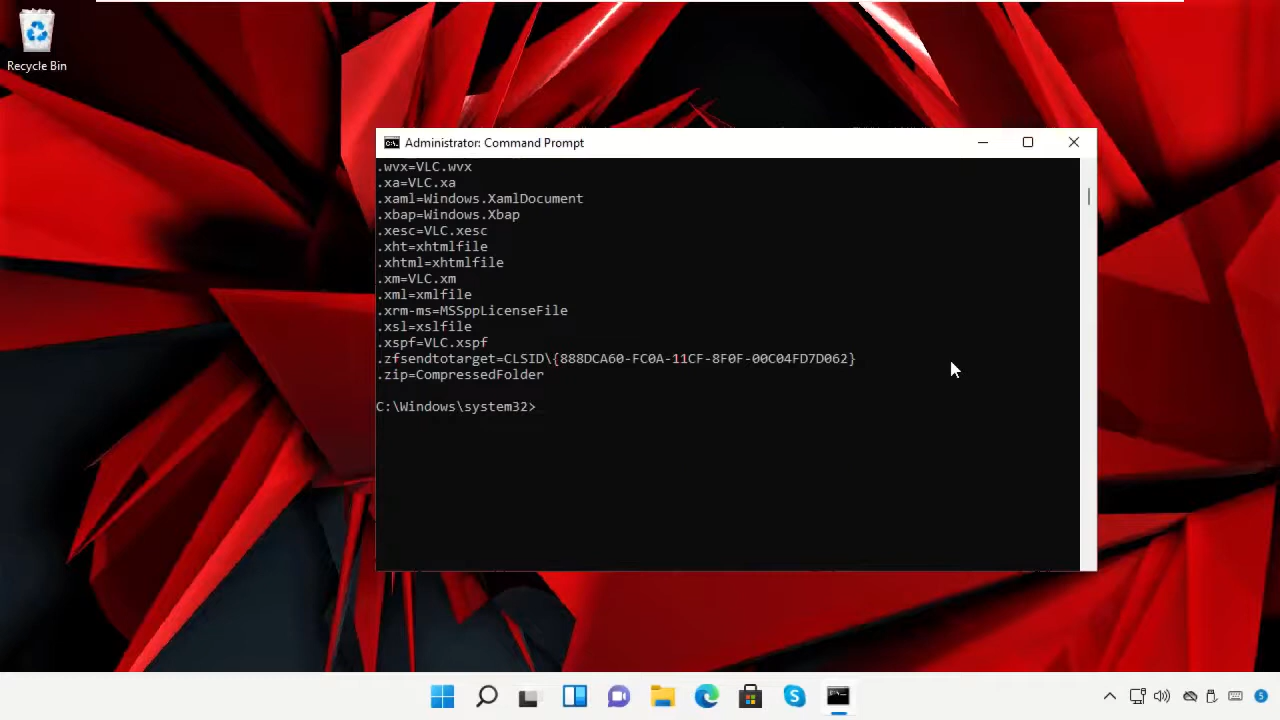 Recycle Bin
Administrator: Command Prompt
.wvx=VLC.wvx
.xa=VLC.xa
.xaml=Windows.XamlDocument
.xbap=Windows.Xbap
.xesc=VLC.xesc
.xht=xhtmlfile
.xhtml=xhtmlfile
.xm=VLC.xm
.xml=xmlfile
.xrm-ms=MSSppLicenseFile
.xsl=xslfile
.xspf=VLC.xspf
.zfsendtotarget=CLSID\{888DCA60-FC0A-11CF-8F0F-00C04FD7D062}
.zip=CompressedFolder
C:\Windows\system32>
5